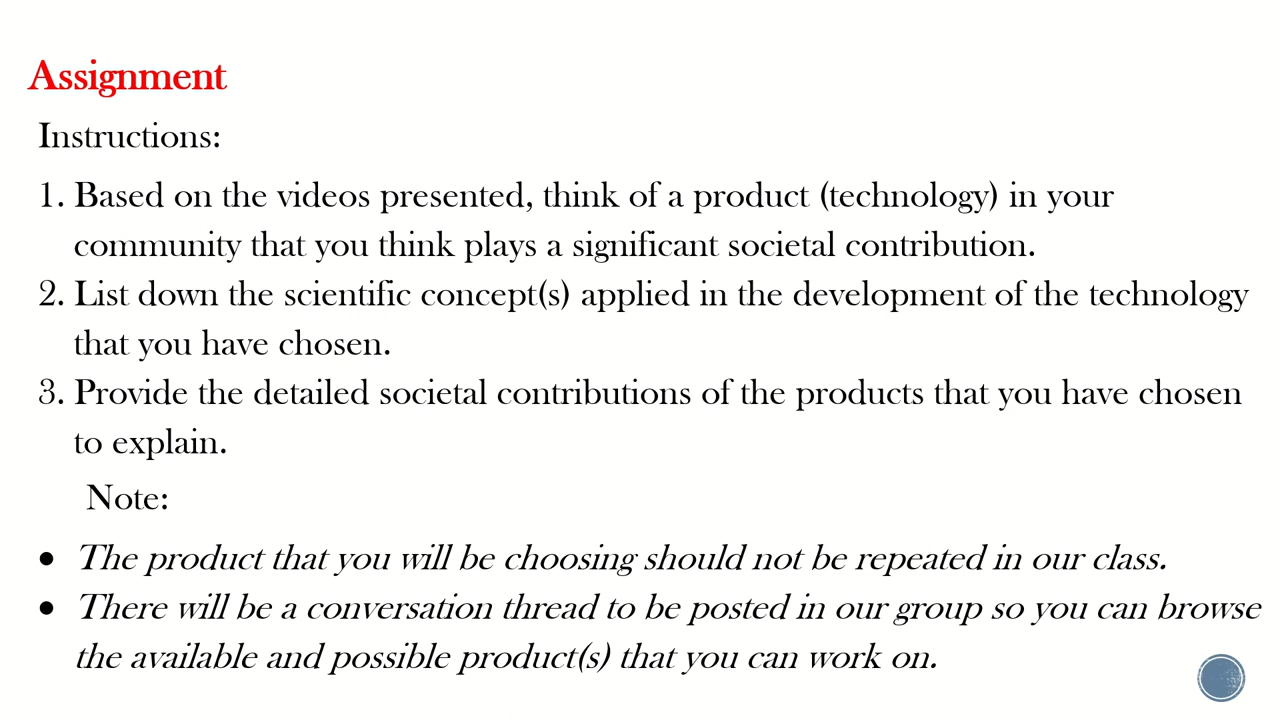 Assignment
Instructions:
1. Based on the videos presented, think of a product (technology) in your
community that you think plays a significant societal contribution.
2. List down the scientific concept(s) applied in the development of the technology
that you have chosen.
3. Provide the detailed societal contributions of the products that you have chosen
to explain.
Note:
• The product that you will be choosing should not be repeated in our class.
• There will be a conversation thread to be posted in our group so you can browse
the available and possible product(s) that you can work on.